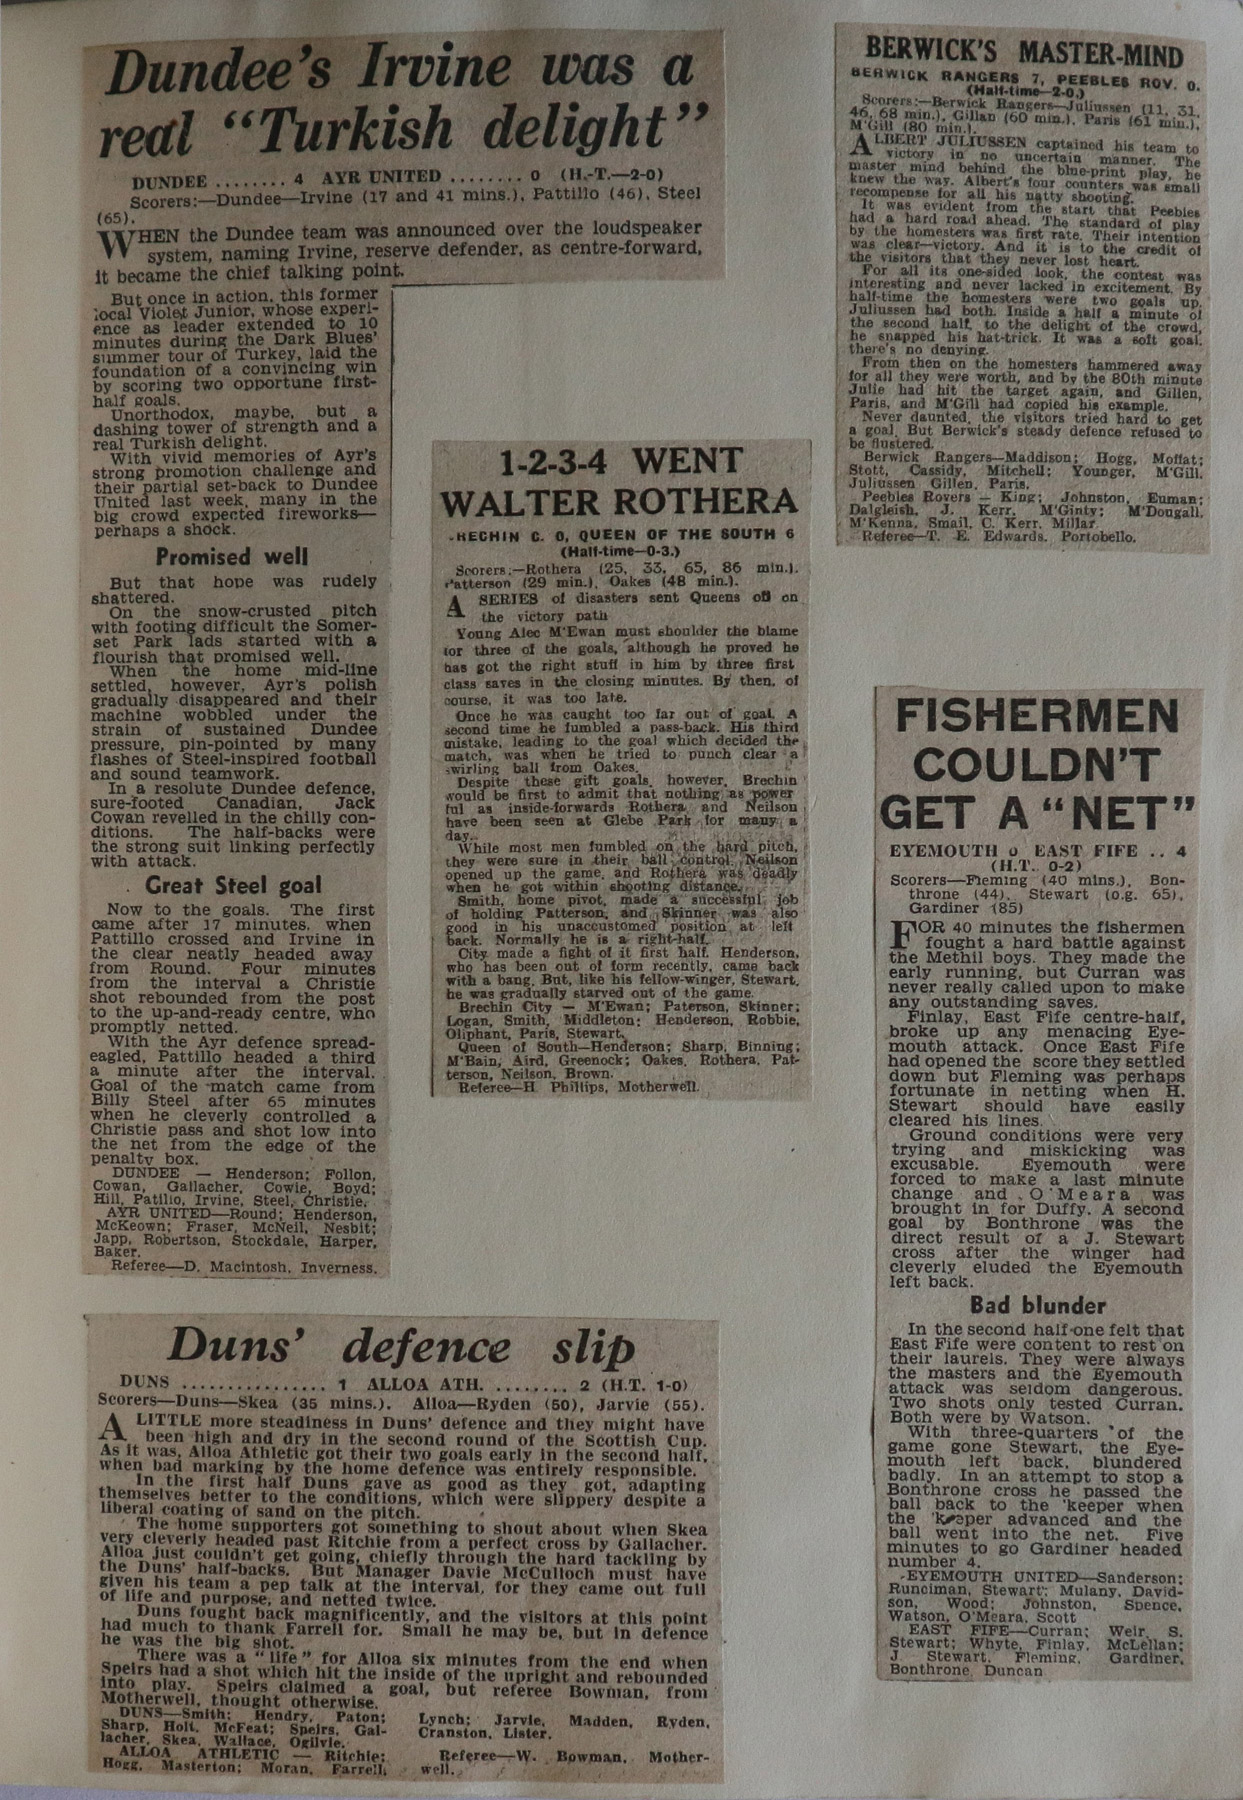 Dundee's Irvine was a
real "Turkish delight"
DUNDEE ........ 4 AYR UNITED ........ 0 (H.-T.—2-0)
Scorers:—Dundee—Irvine (17 and 41 mins.), Pattillo (46), Steel
(65).
WHEN the Dundee team was announced over the loudspeaker
system, naming Irvine, reserve defender, as centre-forward,
it became the chief talking point.
But once in action, this former
local Violet Junior, whose experi-
ence as leader extended to 10
minutes during the Dark Blues'
summer tour of Turkey, laid the
foundation of a convincing win
by scoring two opportune first-
half goals.
Unorthodox, maybe, but a
dashing tower of strength and a
real Turkish delight.
With vivid memories of Ayr's
strong promotion challenge and
their partial set-back to Dundee
United last week, many in the
big crowd expected fireworks—
perhaps a shock.
Promised well
But that hope was rudely
shattered.
On the snow-crusted pitch
with footing difficult the Somer-
set Park lads started with a
flourish that promised well.
When the home mid-line
settled, however, Ayr's polish
gradually disappeared and their
machine wobbled under the
strain of sustained Dundee
pressure, pin-pointed by many
flashes of Steel-inspired football
and sound teamwork.
In a resolute Dundee defence,
sure-footed Canadian, Jack
Cowan revelled in the chilly con-
ditions. The half-backs were
the strong suit linking perfectly
with attack.
Great Steel goal
Now to the goals. The first
came after 17 minutes, when
Pattillo crossed and Irvine in
the clear neatly headed away
from Round. Four minutes
from the interval a Christie
shot rebounded from the post
to the up-and-ready centre, who
promptly netted.
With the Ayr defence spread-
eagled, Pattillo headed a third
a minute after the interval.
Goal of the match came from
Billy Steel after 65 minutes
when he cleverly controlled a
Christie pass and shot low into
the net from the edge of the
penalty box.
DUNDEE — Henderson; Follon,
Cowan, Gallacher, Cowie, Boyd;
Hill, Patillo, Irvine, Steel, Christie.
AYR UNITED—Round; Henderson,
McKeown; Fraser, McNeil, Nesbit;
Japp, Robertson, Stockdale, Harper,
Baker.
Referee—D. Macintosh, Inverness.
1-2-3-4 WENT
WALTER ROTHERA
RECHIN C. 0, QUEEN OF THE SOUTH 6
(Half-time—0-3.)
Scorers:—Rothera (25, 33, 65, 86 min.),
Patterson (29 min.), Oakes (48 min.).
A SERIES of disasters sent Queens off on
the victory path
Young Alec M'Ewan must shoulder the blame
for three of the goals, although he proved he
has got the right stuff in him by three first
class saves in the closing minutes. By then, of
course, it was too late.
Once he was caught too far out of goal. A
second time he fumbled a pass-back. His third
mistake, leading to the goal which decided the
match, was when he tried to punch clear a
swirling ball from Oakes.
Despite these gift goals, however, Brechin
would be first to admit that nothing as power
ful as inside-forwards Rothera and Neilson
have been seen at Glebe Park for many a
day.
While most men fumbled on the hard pitch,
they were sure in their ball control. Neilson
opened up the game, and Rothera was deadly
when he got within shooting distance.
Smith, home pivot, made a successful job
of holding Patterson, and Skinner was also
good in his unaccustomed position at left
back. Normally he is a right-half.
City made a fight of it first half. Henderson,
who has been out of form recently, came back
with a bang. But, like his fellow-winger, Stewart,
he was gradually starved out of the game.
Brechin City — M'Ewan; Paterson, Skinner;
Logan, Smith, Middleton; Henderson, Robbie,
Oliphant, Paris, Stewart.
Queen of South—Henderson; Sharp, Binning;
M'Bain, Aird, Greenock; Oakes, Rothera, Pat-
terson, Neilson, Brown.
Referee—H. Phillips, Motherwell.
BERWICK'S MASTER-MIND
BERWICK RANGERS 7, PEEBLES ROV. 0.
(Half-time—2-0.)
Scorers:—Berwick Rangers—Juliussen (11, 31,
46, 68 min.), Gillan (60 min.), Paris (61 min.),
M'Gill (80 min.).
ALBERT JULIUSSEN captained his team to
victory in no uncertain manner. The
master mind behind the blue-print play, he
knew the way. Albert's four counters was small
recompense for all his natty shooting.
It was evident from the start that Peebles
had a hard road ahead. The standard of play
by the homesters was first rate. Their intention
was clear—victory. And it is to the credit of
the visitors that they never lost heart.
For all its one-sided look, the contest was
interesting and never lacked in excitement. By
half-time the homesters were two goals up.
Juliussen had both. Inside a half a minute of
the second half, to the delight of the crowd,
he snapped his hat-trick. It was a soft goal,
there's no denying.
From then on the homesters hammered away
for all they were worth, and by the 80th minute
Julie had hit the target again, and Gillen,
Paris, and M'Gill had copied his example.
Never daunted, the visitors tried hard to get
a goal. But Berwick's steady defence refused to
be flustered.
Berwick Rangers—Maddison; Hogg, Moffat;
Stott, Cassidy, Mitchell; Younger, M'Gill,
Juliussen Gillen, Paris.
Peebles Rovers — King; Johnston, Euman;
Dalgleish, J. Kerr, M'Ginty; M'Dougall,
M'Kenna, Smail, C. Kerr, Millar.
Referee—T. E. Edwards, Portobello.
FISHERMEN
COULDN'T
GET A "NET"
EYEMOUTH 0 EAST FIFE .. 4
(H.T. 0-2)
Scorers—Fleming (40 mins.), Bon-
throne (44), Stewart (o.g. 65),
Gardiner (85)
FOR 40 minutes the fishermen
fought a hard battle against
the Methil boys. They made the
early running, but Curran was
never really called upon to make
any outstanding saves.
Finlay, East Fife centre-half,
broke up any menacing Eye-
mouth attack. Once East Fife
had opened the score they settled
down but Fleming was perhaps
fortunate in netting when H.
Stewart should have easily
cleared his lines.
Ground conditions were very
trying and miskicking was
excusable. Eyemouth were
forced to make a last minute
change and O'Meara was
brought in for Duffy. A second
goal by Bonthrone was the
direct result of a J. Stewart
cross after the winger had
cleverly eluded the Eyemouth
left back.
Bad blunder
In the second half one felt that
East Fife were content to rest on
their laurels. They were always
the masters and the Eyemouth
attack was seldom dangerous.
Two shots only tested Curran.
Both were by Watson.
With three-quarters of the
game gone Stewart, the Eye-
mouth left back, blundered
badly. In an attempt to stop a
Bonthrone cross he passed the
ball back to the 'keeper when
the 'keeper advanced and the
ball went into the net. Five
minutes to go Gardiner headed
number 4.
EYEMOUTH UNITED—Sanderson;
Runciman, Stewart; Mulany, David-
son, Wood; Johnston, Spence,
Watson, O'Meara, Scott
EAST FIFE—Curran; Weir, S.
Stewart; Whyte, Finlay, McLellan;
J. Stewart, Fleming, Gardiner,
Bonthrone, Duncan
Duns' defence slip
DUNS ................ 1 ALLOA ATH. ........ 2 (H.T. 1-0)
Scorers—Duns—Skea (35 mins.). Alloa—Ryden (50), Jarvie (55).
A LITTLE more steadiness in Duns' defence and they might have
been high and dry in the second round of the Scottish Cup.
As it was, Alloa Athletic got their two goals early in the second half,
when bad marking by the home defence was entirely responsible.
In the first half Duns gave as good as they got, adapting
themselves better to the conditions, which were slippery despite a
liberal coating of sand on the pitch.
The home supporters got something to shout about when Skea
very cleverly headed past Ritchie from a perfect cross by Gallacher.
Alloa just couldn't get going, chiefly through the hard tackling by
the Duns' half-backs. But Manager Davie McCulloch must have
given his team a pep talk at the interval, for they came out full
of life and purpose, and netted twice.
Duns fought back magnificently, and the visitors at this point
had much to thank Farrell for. Small he may be, but in defence
he was the big shot.
There was a "life" for Alloa six minutes from the end when
Speirs had a shot which hit the inside of the upright and rebounded
into play. Speirs claimed a goal, but referee Bowman, from
Motherwell, thought otherwise.
DUNS—Smith; Hendry, Paton;
Sharp, Holt, McFeat; Speirs, Gal-
lacher, Skea, Wallace, Ogilvie.
ALLOA ATHLETIC — Ritchie;
Hogg, Masterton; Moran, Farrell,
Lynch; Jarvie, Madden, Ryden,
Cranston, Lister.
Referee—W. Bowman, Mother-
well.